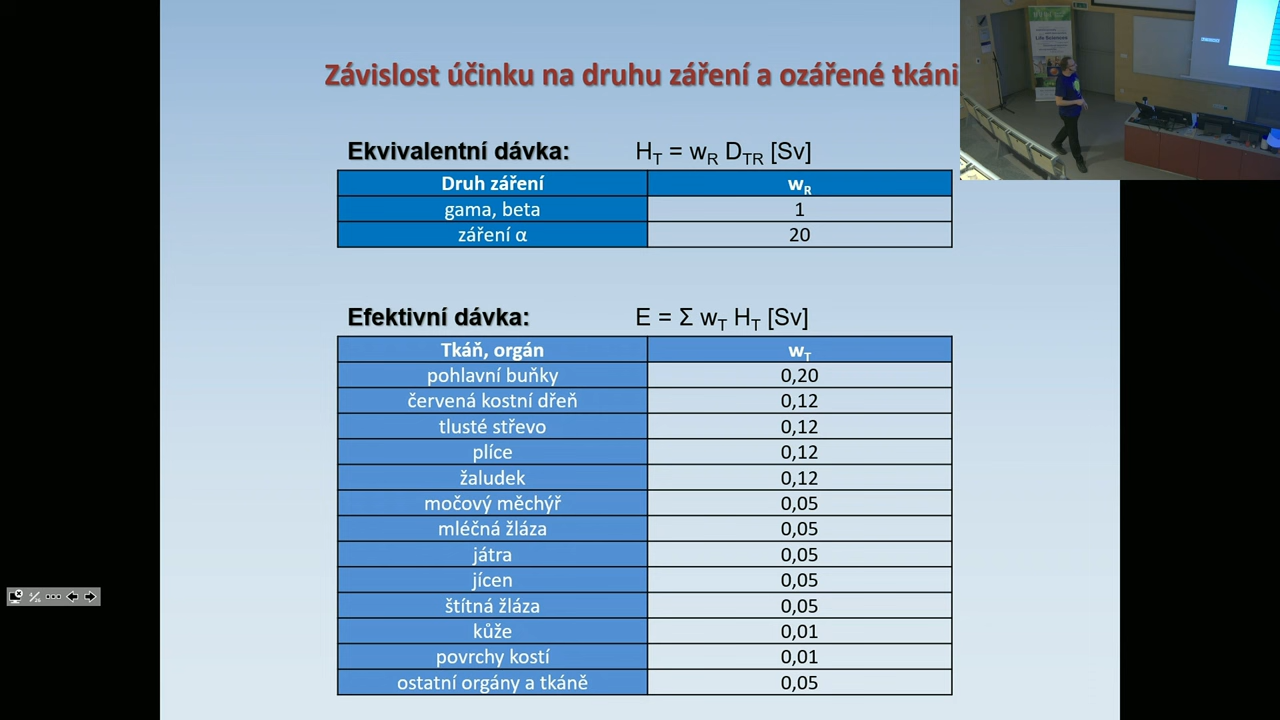 Závislost účinku na druhu záření a ozářené tkáni
Ekvivalentní dávka: H_T = w_R D_TR [Sv]
Druh záření w_R
gama, beta 1
záření α 20
Efektivní dávka: E = Σ w_T H_T [Sv]
Tkáň, orgán w_T
pohlavní buňky 0,20
červená kostní dřeň 0,12
tlusté střevo 0,12
plíce 0,12
žaludek 0,12
močový měchýř 0,05
mléčná žláza 0,05
játra 0,05
jícen 0,05
štítná žláza 0,05
kůže 0,01
povrchy kostí 0,01
ostatní orgány a tkáně 0,05